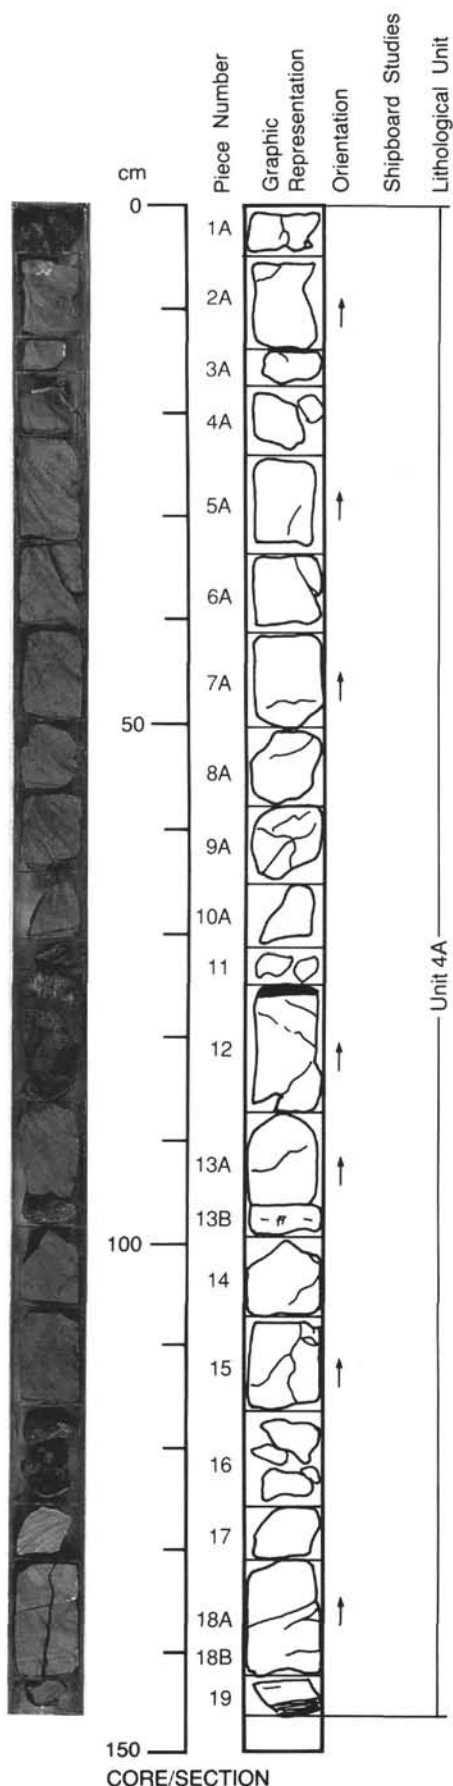 cm
Piece Number
Graphic
Representation
Orientation
Shipboard Studies
Lithological Unit
0
1A
2A
3A
4A
5A
6A
7A
50
8A
9A
10A
11
Unit 4A
12
13A
13B
ff
100
14
15
16
17
18A
18B
19
150
CORE/SECTION